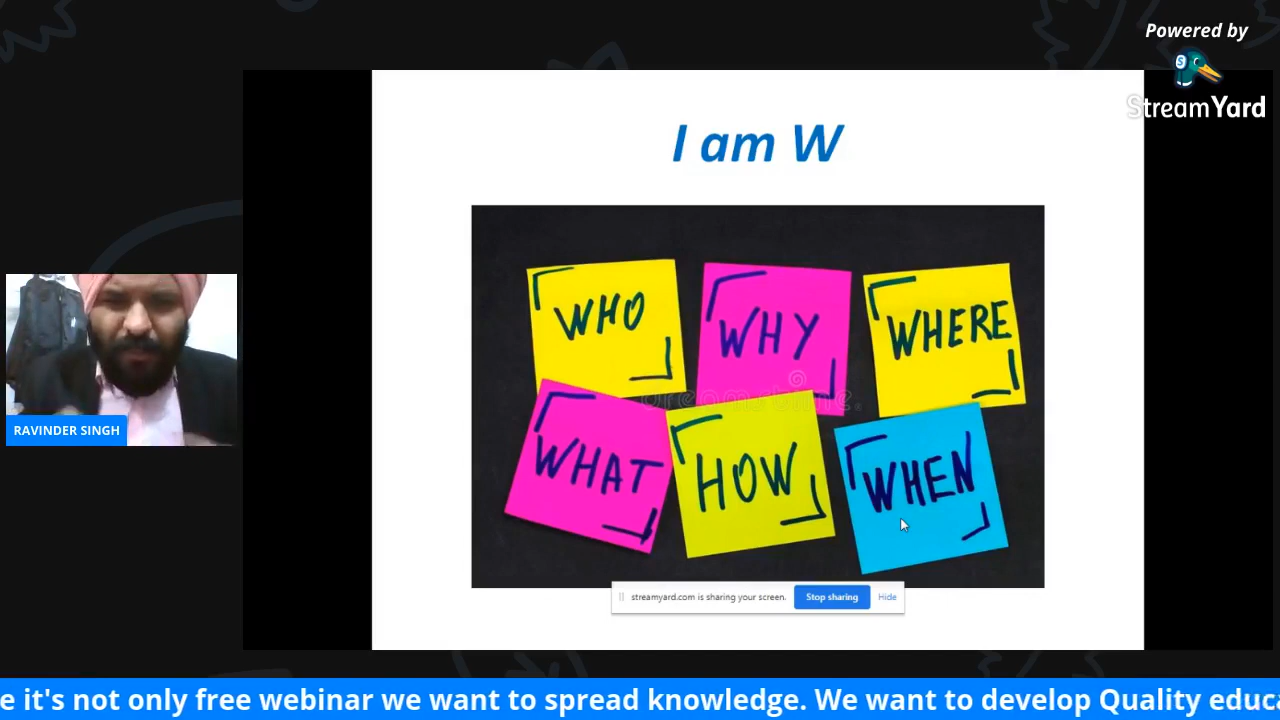 Powered by
StreamYard
I am W
WHO
WHY
WHERE
dreamstime.
WHAT
HOW
WHEN
RAVINDER SINGH
streamyard.com is sharing your screen.
Stop sharing
Hide
e it's not only free webinar we want to spread knowledge. We want to develop Quality educa